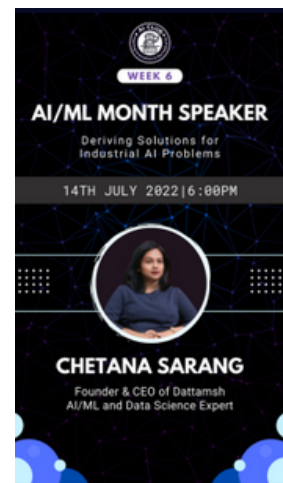 WEEK 6
AI/ML MONTH SPEAKER
Deriving Solutions for
Industrial AI Problems
14TH JULY 2022|6:00PM
CHETANA SARANG
Founder & CEO of Dattamsh
AI/ML and Data Science Expert